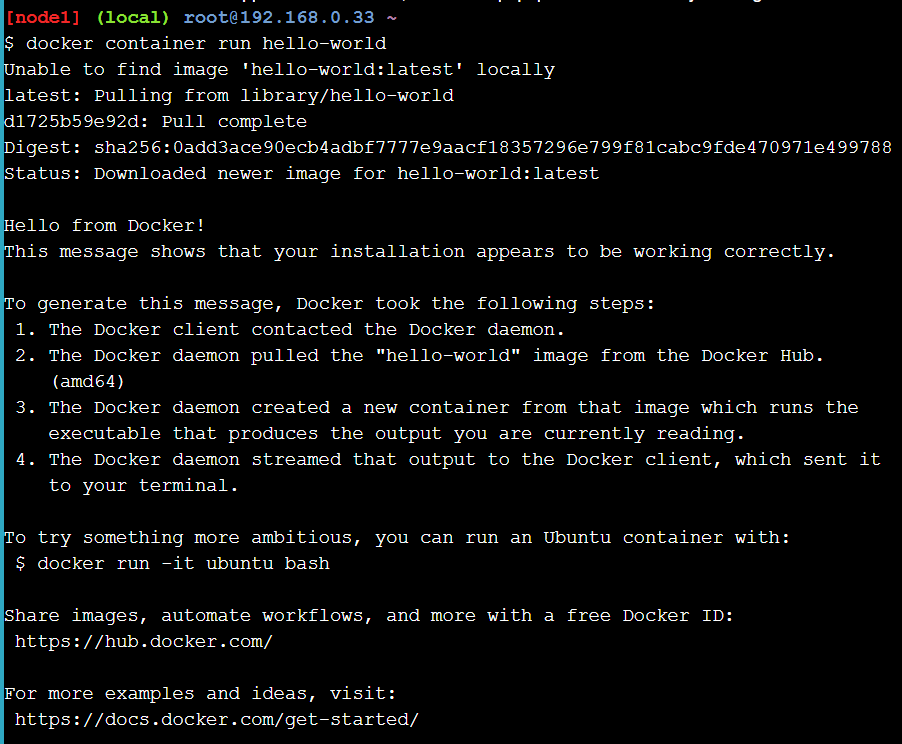 [node1] (local) root@192.168.0.33 ~
$ docker container run hello-world
Unable to find image 'hello-world:latest' locally
latest: Pulling from library/hello-world
d1725b59e92d: Pull complete
Digest: sha256:0add3ace90ecb4adbf7777e9aacf18357296e799f81cabc9fde470971e499788
Status: Downloaded newer image for hello-world:latest

Hello from Docker!
This message shows that your installation appears to be working correctly.

To generate this message, Docker took the following steps:
 1. The Docker client contacted the Docker daemon.
 2. The Docker daemon pulled the "hello-world" image from the Docker Hub.
    (amd64)
 3. The Docker daemon created a new container from that image which runs the
    executable that produces the output you are currently reading.
 4. The Docker daemon streamed that output to the Docker client, which sent it
    to your terminal.

To try something more ambitious, you can run an Ubuntu container with:
 $ docker run -it ubuntu bash

Share images, automate workflows, and more with a free Docker ID:
 https://hub.docker.com/

For more examples and ideas, visit:
 https://docs.docker.com/get-started/